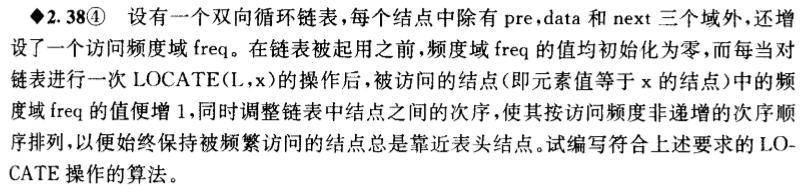 ◆2.38④ 设有一个双向循环链表,每个结点中除有 pre,data 和 next 三个域外,还增
设了一个访问频度域 freq。在链表被起用之前,频度域 freq 的值均初始化为零,而每当对
链表进行一次 LOCATE(L,x)的操作后,被访问的结点(即元素值等于 x 的结点)中的频
度域 freq 的值便增 1,同时调整链表中结点之间的次序,使其按访问频度非递增的次序顺
序排列,以便始终保持被频繁访问的结点总是靠近表头结点。试编写符合上述要求的 LO-
CATE 操作的算法。